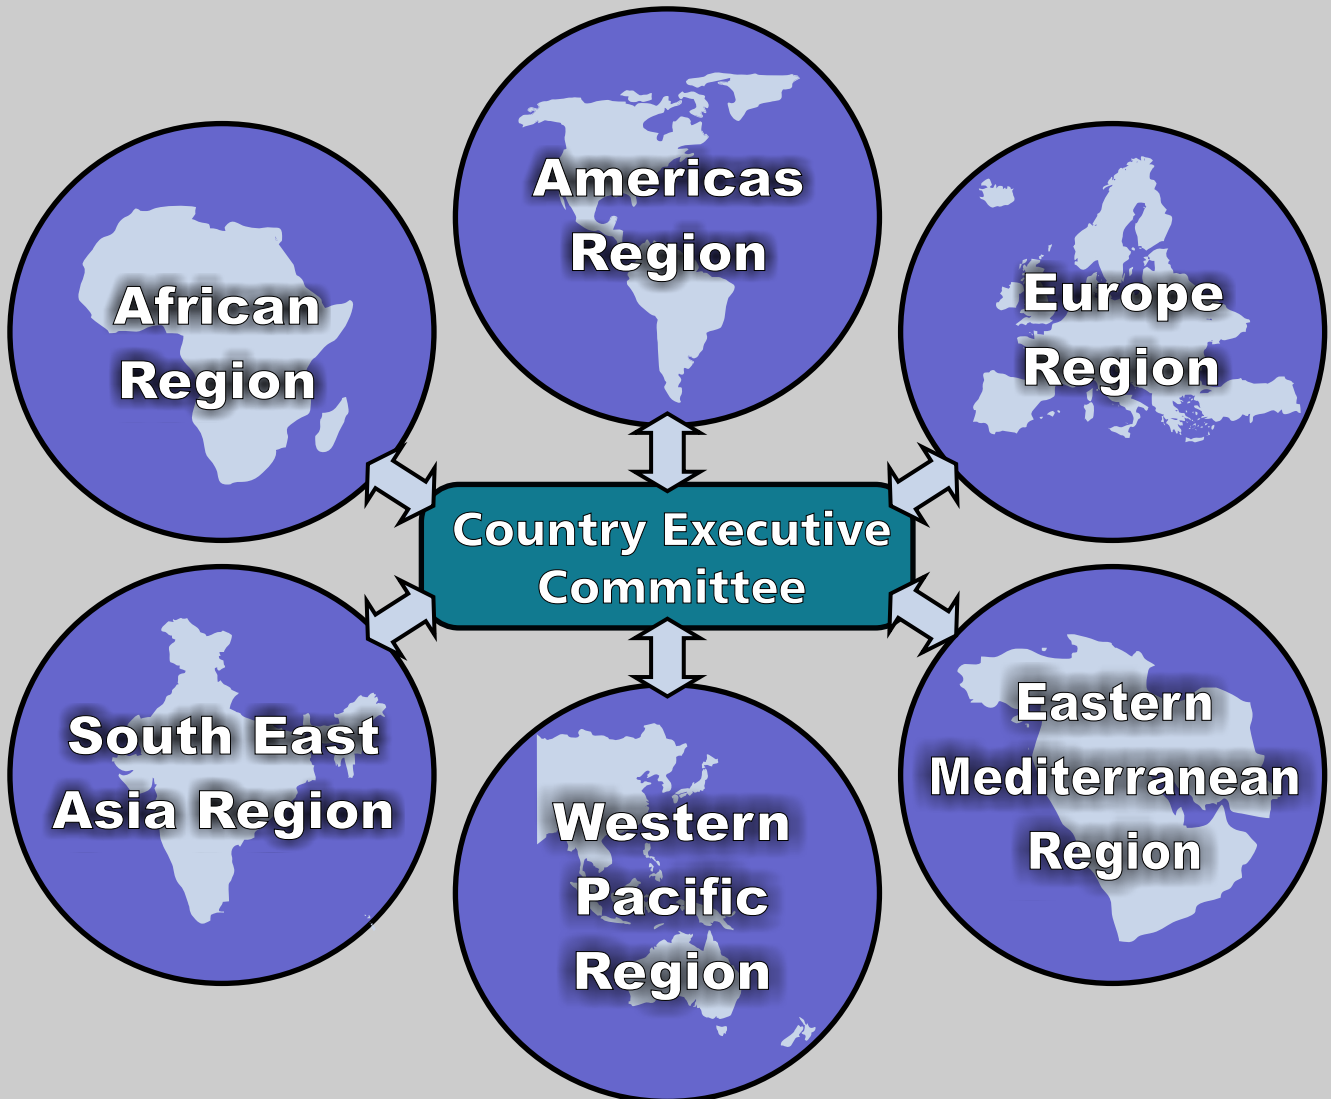 Americas
Region
African
Region
Europe
Region
Country Executive
Committee
South East
Asia Region
Western
Pacific
Region
Eastern
Mediterranean
Region